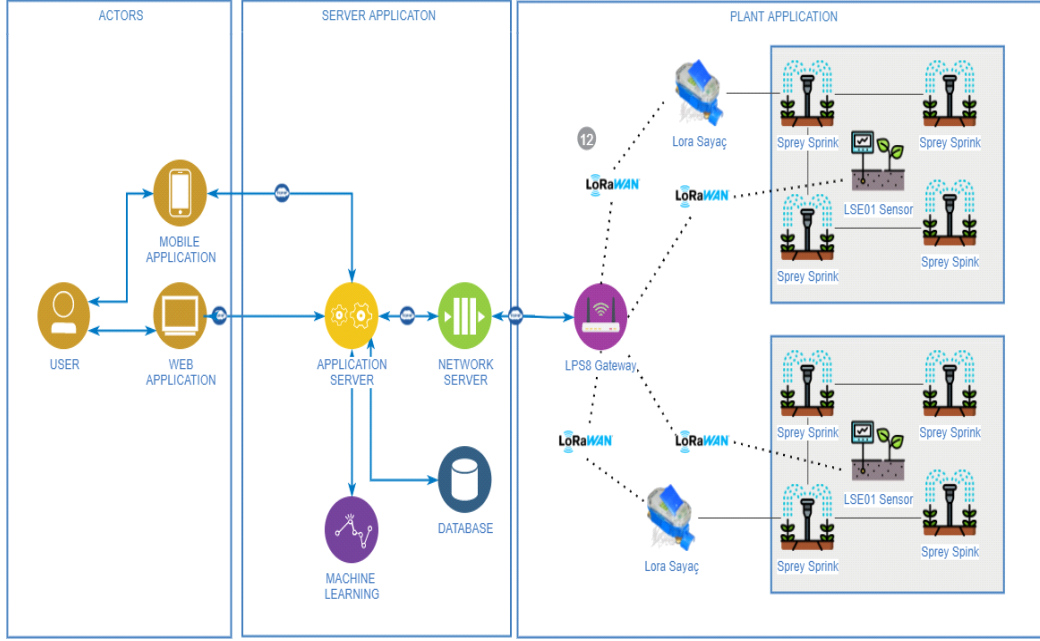 ACTORS
SERVER APPLICATON
PLANT APPLICATION
MOBILE
APPLICATION
USER
WEB
APPLICATION
APPLICATION
SERVER
NETWORK
SERVER
MACHINE
LEARNING
DATABASE
LPS8 Gateway
12
LoRaWAN
LoRaWAN
LoRaWAN
LoRaWAN
Lora Sayaç
Sprey Sprink
Sprey Sprink
LSE01 Sensor
Sprey Sprink
Sprey Spink
Sprey Sprink
Sprey Sprink
LSE01 Sensor
Lora Sayaç
Sprey Sprink
Sprey Spink